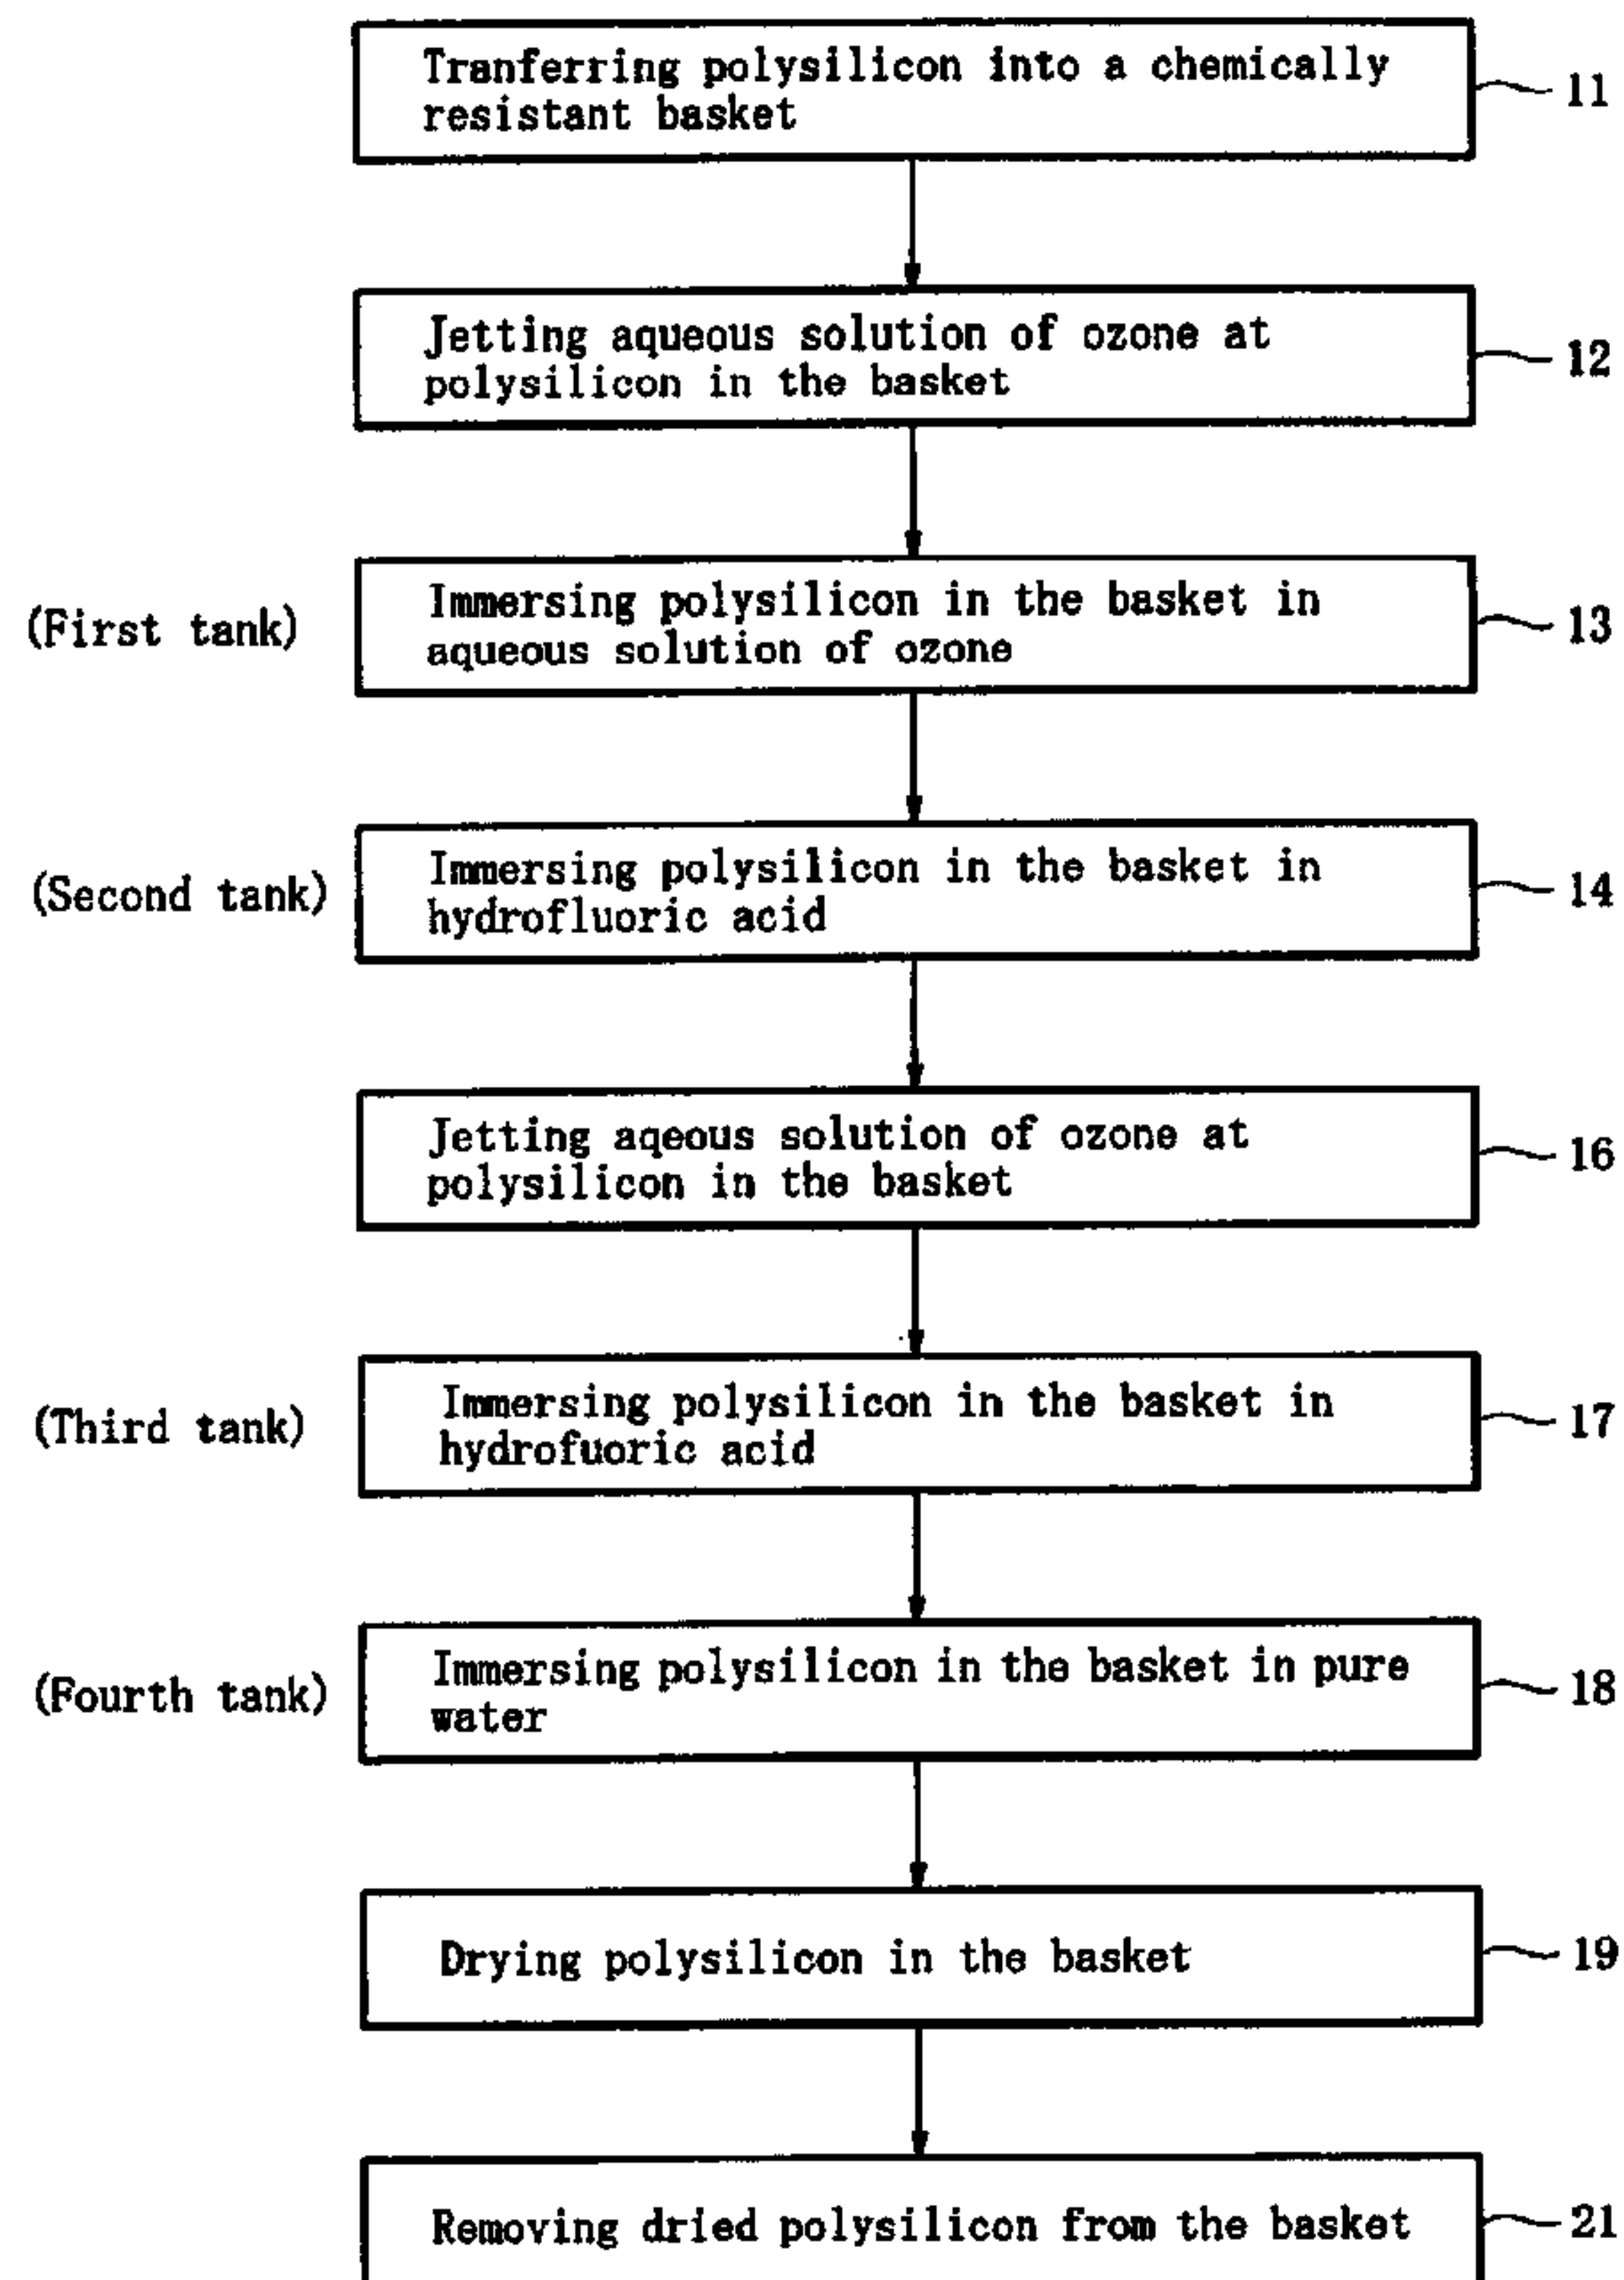 Tranferring polysilicon into a chemically
resistant basket
11
Jetting aqueous solution of ozone at
polysilicon in the basket
12
(First tank)
Immersing polysilicon in the basket in
aqueous solution of ozone
13
(Second tank)
Immersing polysilicon in the basket in
hydrofluoric acid
14
Jetting aqeous solution of ozone at
polysilicon in the basket
16
(Third tank)
Immersing polysilicon in the basket in
hydrofuoric acid
17
(Fourth tank)
Immersing polysilicon in the basket in pure
water
18
Drying polysilicon in the basket
19
Removing dried polysilicon from the basket
21